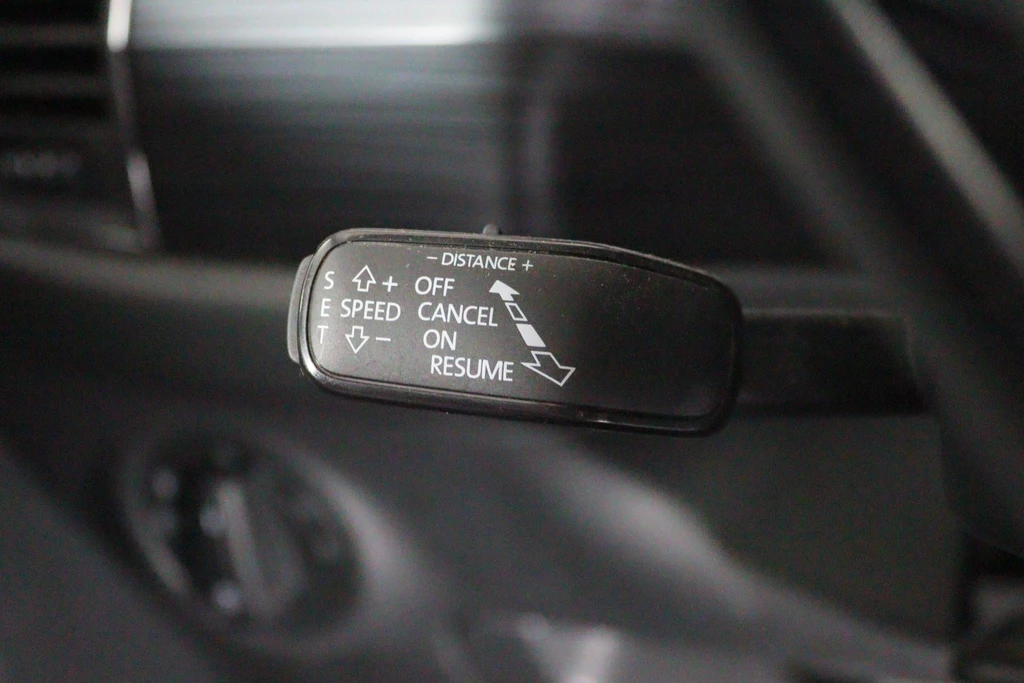 - DISTANCE +
S + OFF
E SPEED CANCEL
T - ON
RESUME